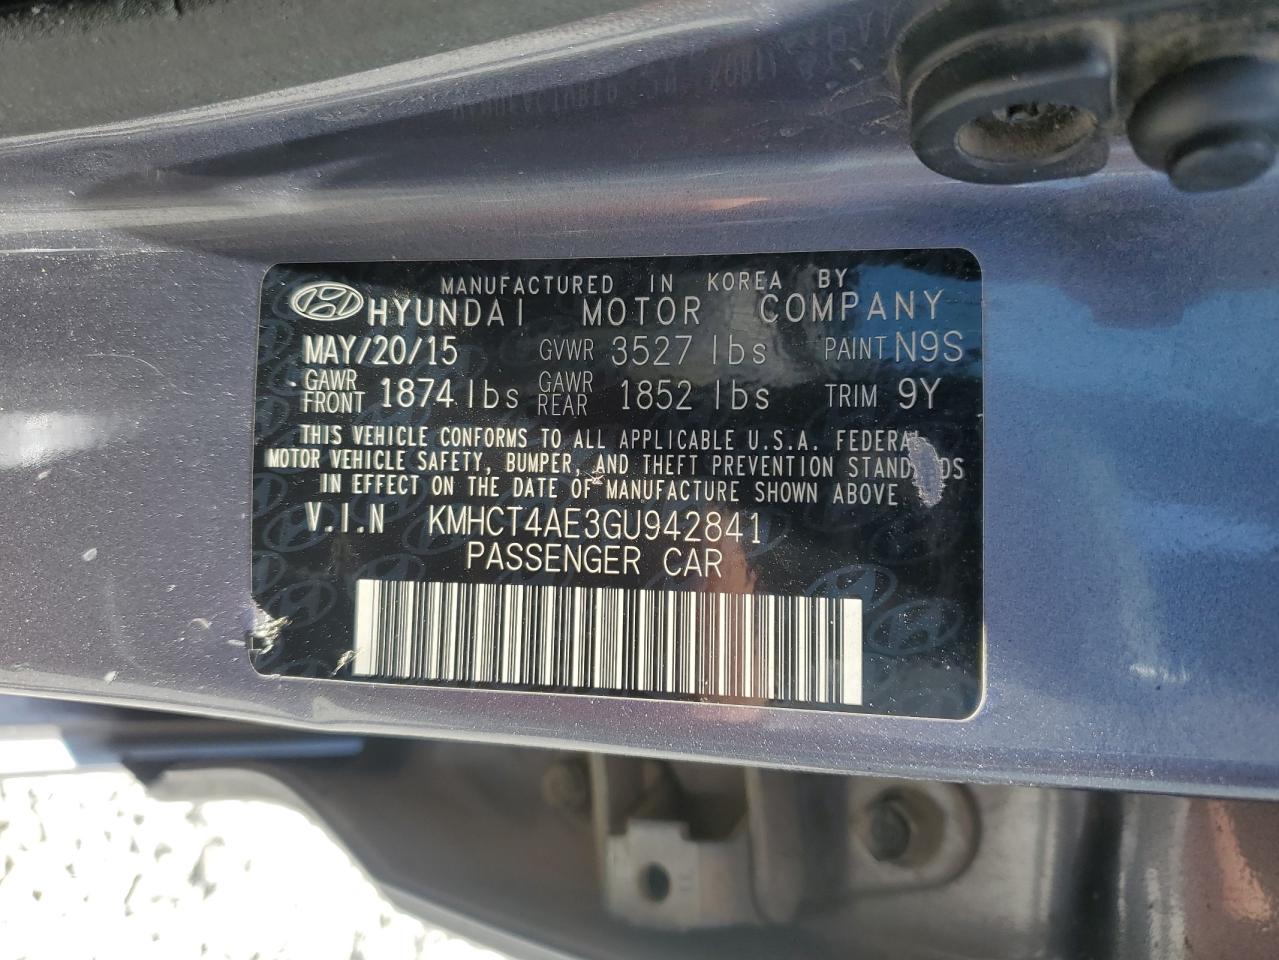 MANUFACTURED IN KOREA BY
HYUNDAI MOTOR COMPANY
MAY/20/15 GVWR 3527 lbs PAINT N9S
GAWR FRONT 1874 lbs GAWR REAR 1852 lbs TRIM 9Y
THIS VEHICLE CONFORMS TO ALL APPLICABLE U.S.A. FEDERAL
MOTOR VEHICLE SAFETY, BUMPER, AND THEFT PREVENTION STANDARDS
IN EFFECT ON THE DATE OF MANUFACTURE SHOWN ABOVE
V.I.N KMHCT4AE3GU942841
PASSENGER CAR